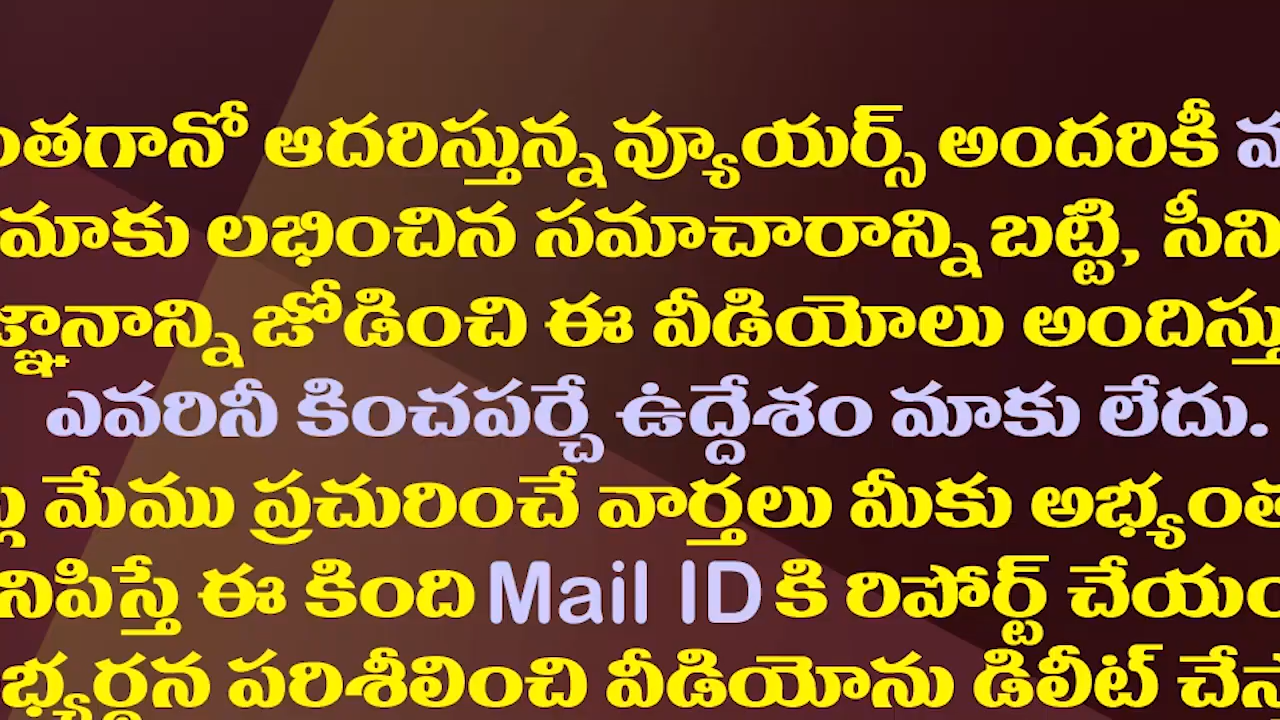 ంతగానో ఆదరిస్తున్న వ్యూయర్స్ అందరికీ
మాకు లభించిన సమాచారాన్ని బట్టి, సీని
జ్ఞానాన్ని జోడించి ఈ వీడియోలు అందిస్తు
ఎవరినీ కించపర్చే ఉద్దేశం మాకు లేదు.
మేము ప్రచురించే వార్తలు మీకు అభ్యంత
నిపిస్తే ఈ కింది Mail ID కి రిపోర్ట్ చేయం
భ్యర్థన పరిశీలించి వీడియోను డిలీట్ చేస